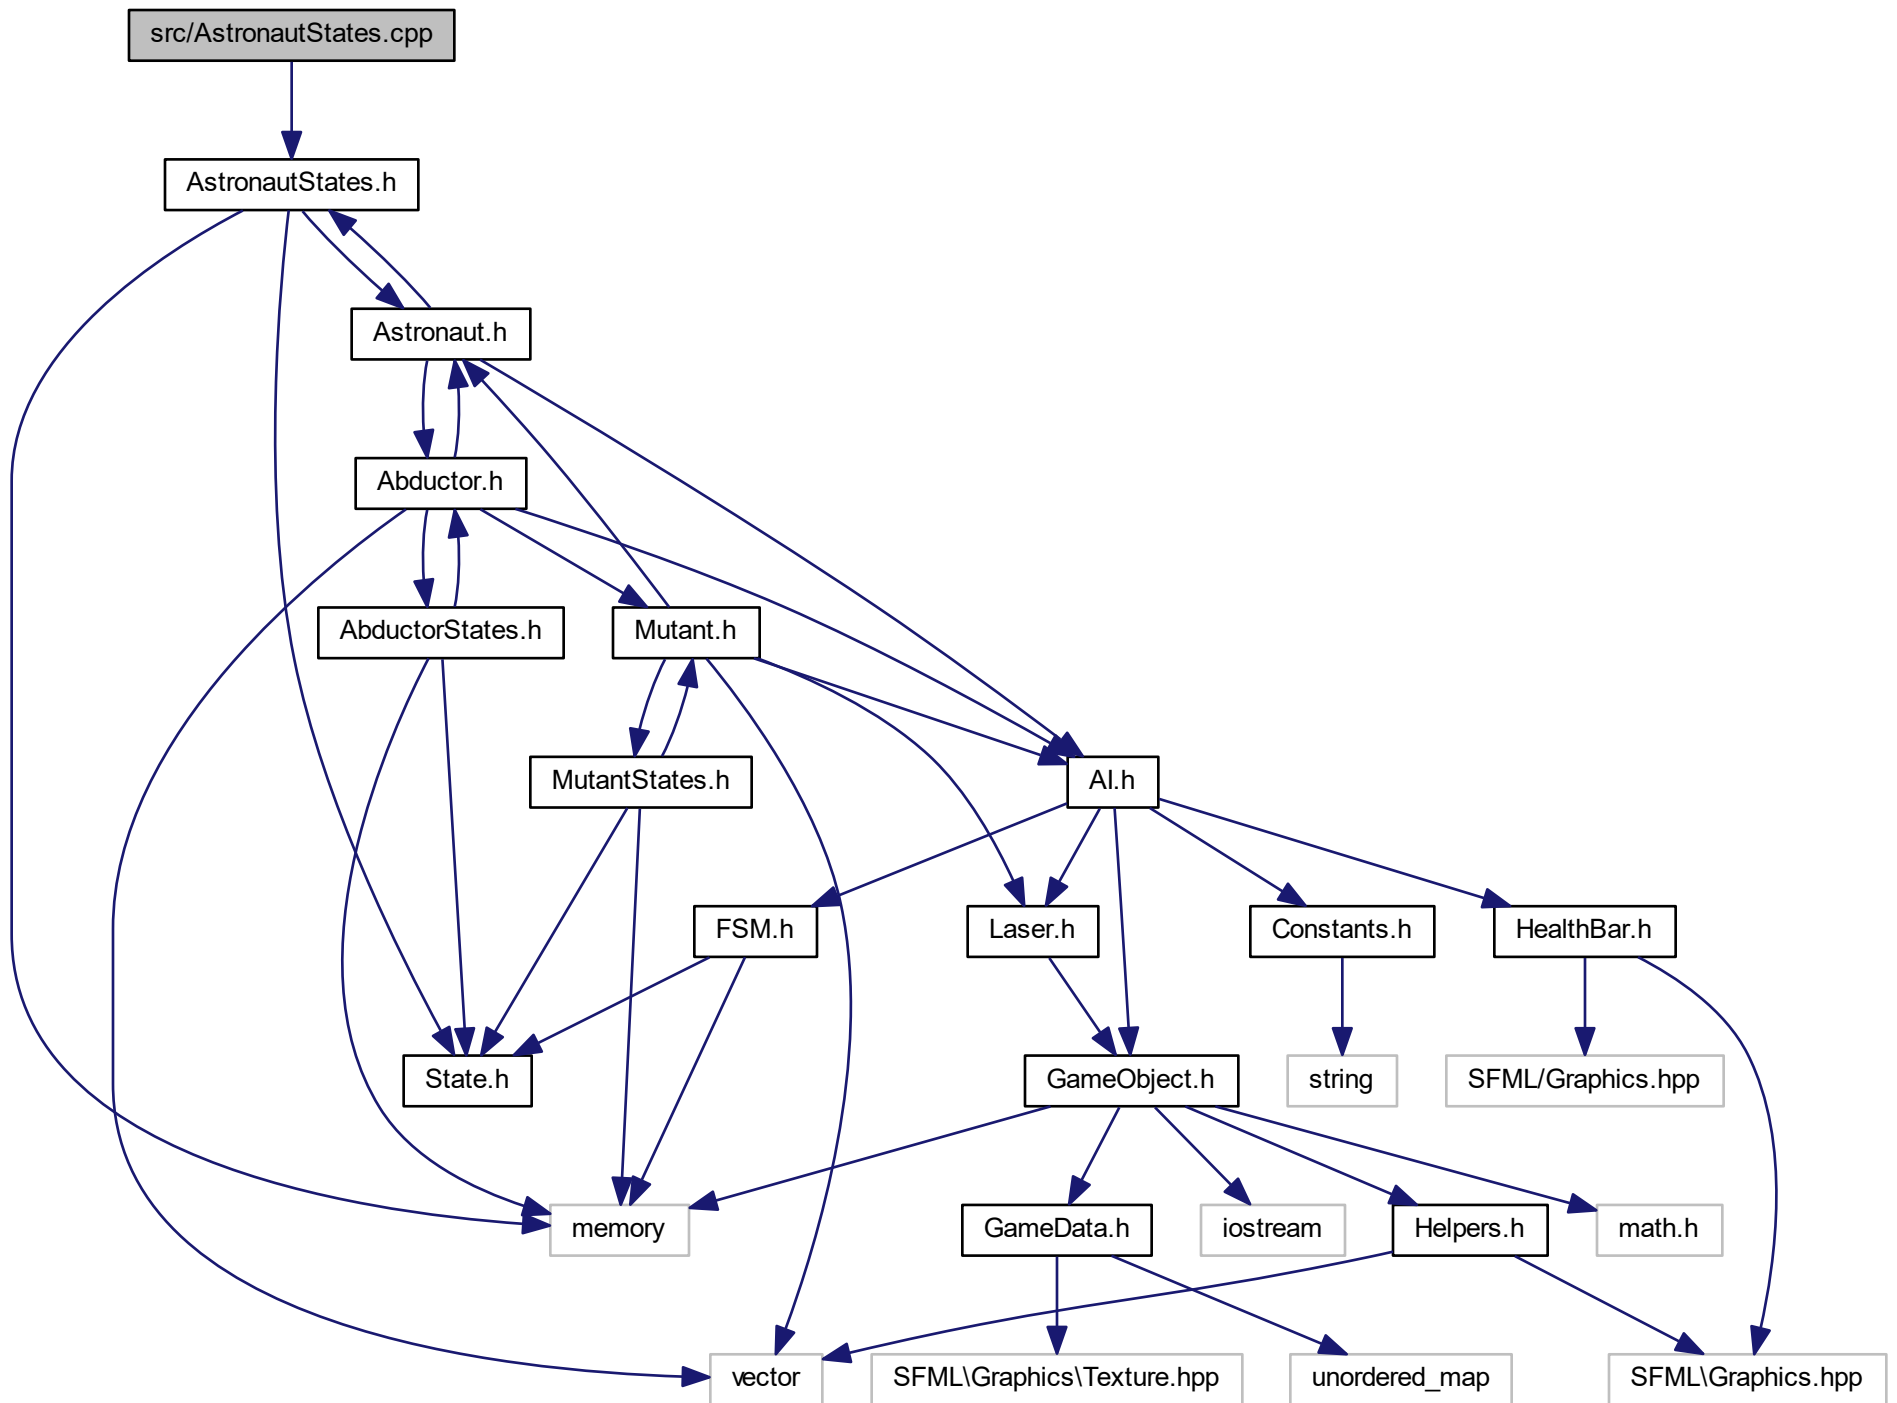 src/AstronautStates.cpp
AstronautStates.h
Astronaut.h
Abductor.h
AbductorStates.h
Mutant.h
MutantStates.h
AI.h
FSM.h
Laser.h
Constants.h
HealthBar.h
State.h
GameObject.h
string
SFML/Graphics.hpp
memory
GameData.h
iostream
Helpers.h
math.h
vector
SFML\Graphics\Texture.hpp
unordered_map
SFML\Graphics.hpp